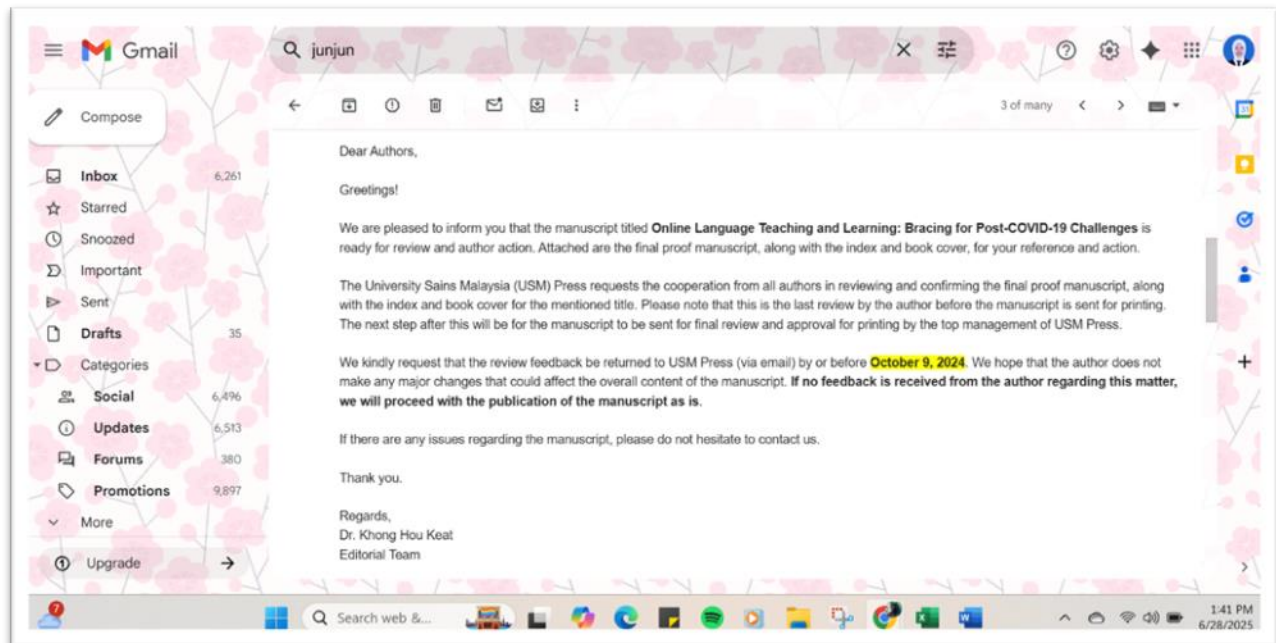 Gmail
junjun
Compose
3 of many
Inbox 6,261
Starred
Snoozed
Important
Sent
Drafts 35
Categories
Social 6,496
Updates 6,513
Forums 380
Promotions 9,897
More
Upgrade
Dear Authors,
Greetings!
We are pleased to inform you that the manuscript titled Online Language Teaching and Learning: Bracing for Post-COVID-19 Challenges is
ready for review and author action. Attached are the final proof manuscript, along with the index and book cover, for your reference and action.
The University Sains Malaysia (USM) Press requests the cooperation from all authors in reviewing and confirming the final proof manuscript, along
with the index and book cover for the mentioned title. Please note that this is the last review by the author before the manuscript is sent for printing.
The next step after this will be for the manuscript to be sent for final review and approval for printing by the top management of USM Press.
We kindly request that the review feedback be returned to USM Press (via email) by or before October 9, 2024. We hope that the author does not
make any major changes that could affect the overall content of the manuscript. If no feedback is received from the author regarding this matter,
we will proceed with the publication of the manuscript as is.
If there are any issues regarding the manuscript, please do not hesitate to contact us.
Thank you.
Regards,
Dr. Khong Hou Keat
Editorial Team
7
Search web &...
1:41 PM
6/28/2025